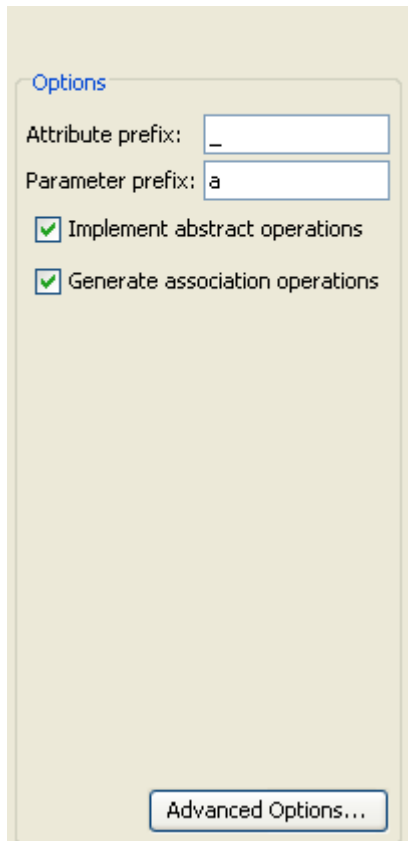 Options
Attribute prefix: _
Parameter prefix: a
Implement abstract operations
Generate association operations
Advanced Options...